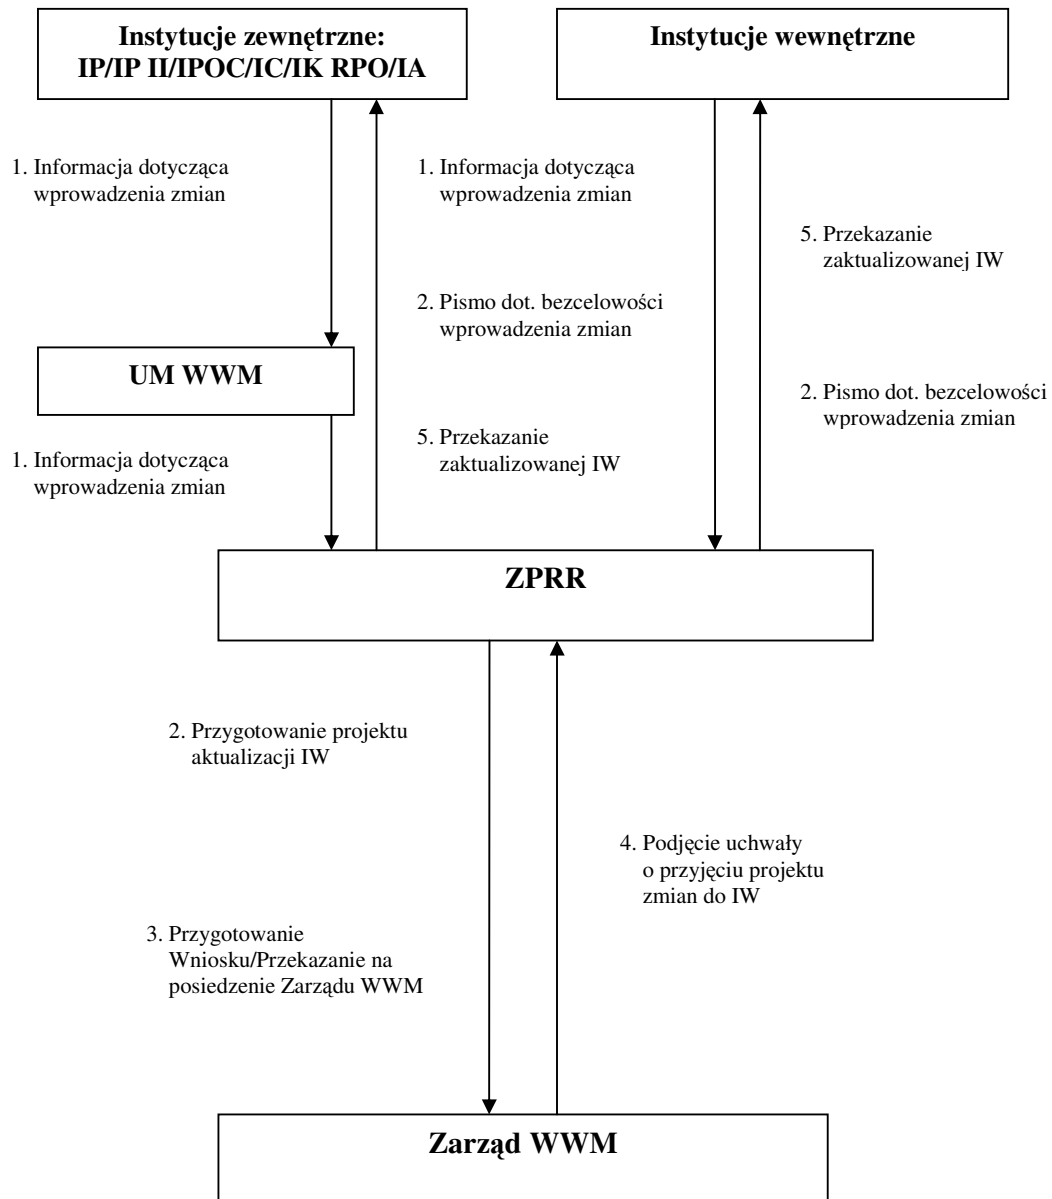 Instytucje zewnętrzne:
IP/IP II/IPOC/IC/IK RPO/IA
Instytucje wewnętrzne
1. Informacja dotycząca
wprowadzenia zmian
1. Informacja dotycząca
wprowadzenia zmian
5. Przekazanie
zaktualizowanej IW
2. Pismo dot. bezcelowości
wprowadzenia zmian
UM WWM
2. Pismo dot. bezcelowości
wprowadzenia zmian
5. Przekazanie
zaktualizowanej IW
1. Informacja dotycząca
wprowadzenia zmian
ZPRR
2. Przygotowanie projektu
aktualizacji IW
4. Podjęcie uchwały
o przyjęciu projektu
zmian do IW
3. Przygotowanie
Wniosku/Przekazanie na
posiedzenie Zarządu WWM
Zarząd WWM